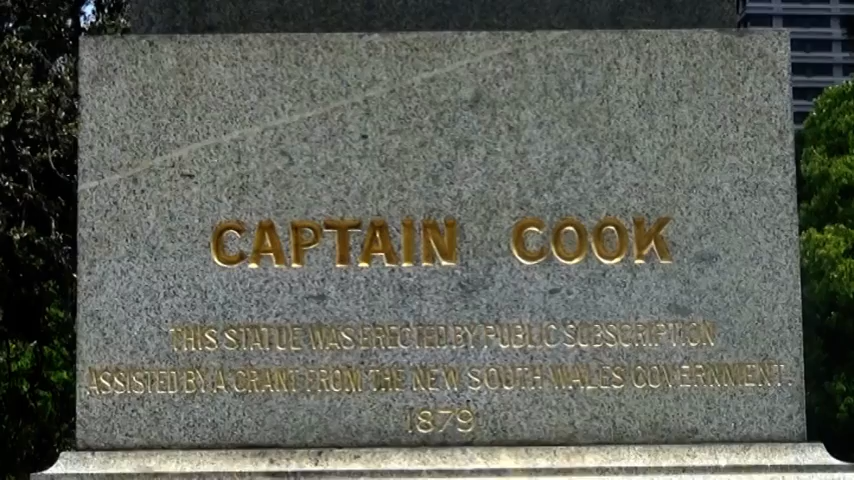 CAPTAIN COOK
THIS STATUE WAS ERECTED BY PUBLIC SUBSCRIPTION
ASSISTED BY A GRANT FROM THE NEW SOUTH WALES GOVERNMENT.
1879